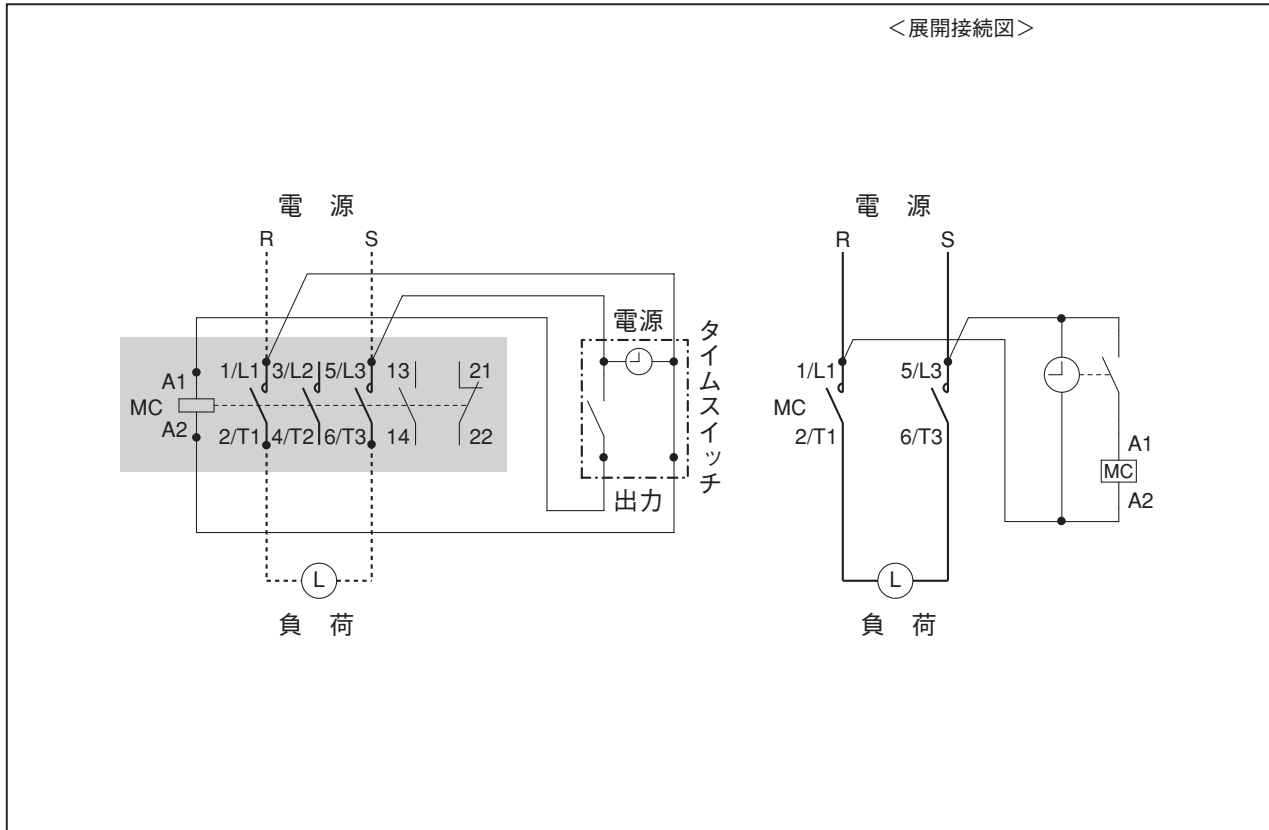 <展開接続図>
電 源
R S
電源
タイムスイッチ
1/L1 3/L2 5/L3 13 21
A1
MC
A2
2/T1 4/T2 6/T3 14 22
出力
L
負 荷
電 源
R S
1/L1 5/L3
MC
2/T1 6/T3
A1
MC
A2
L
負 荷